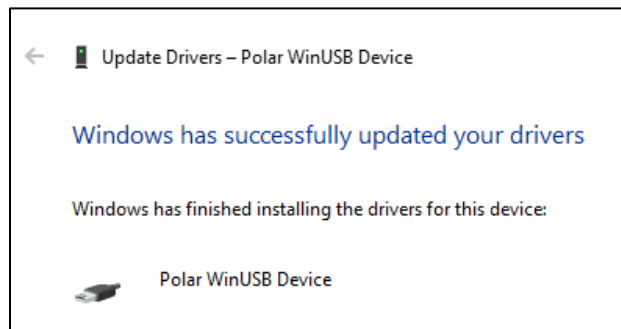 Update Drivers – Polar WinUSB Device
Windows has successfully updated your drivers
Windows has finished installing the drivers for this device:
Polar WinUSB Device